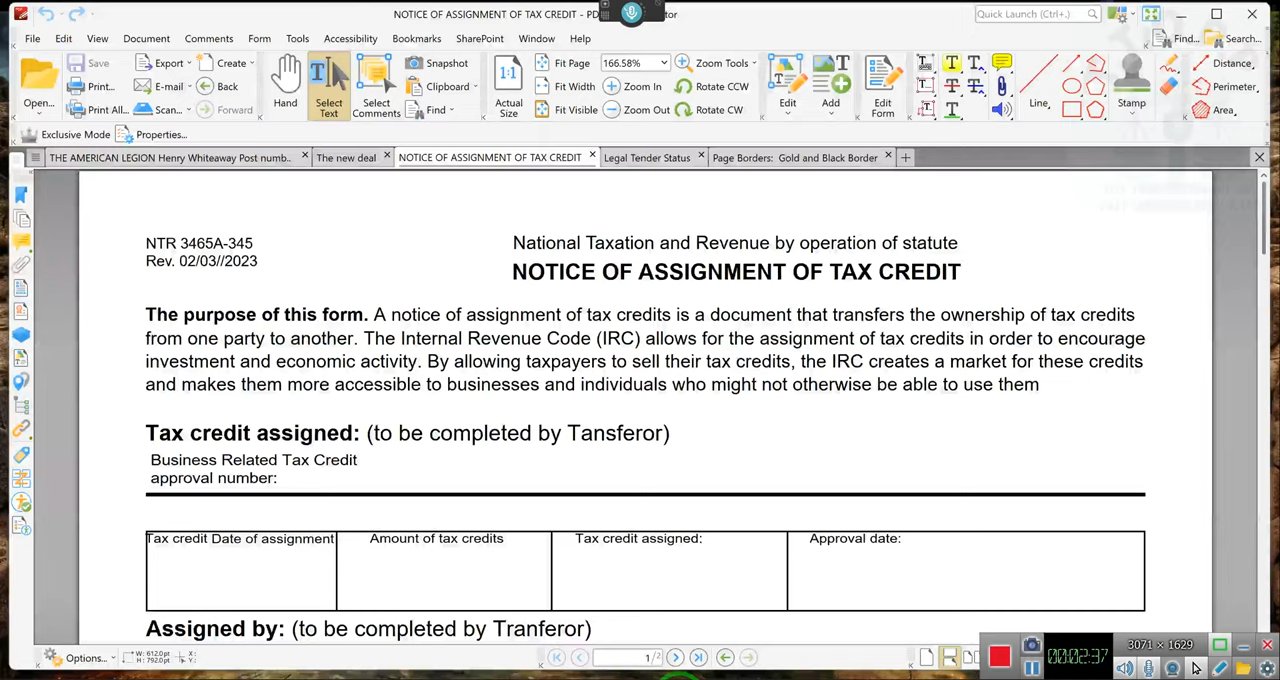 NOTICE OF ASSIGNMENT OF TAX CREDIT - PD
tor
Quick Launch (Ctrl+.)
File Edit View Document Comments Form Tools Accessibility Bookmarks SharePoint Window Help
Find... Search...
Open... Save Print... Print All... Export E-mail Scan... Create Back Forward
Hand Select Text Select Comments Snapshot Clipboard Find
Actual Size Fit Page Fit Width Fit Visible 166.58% Zoom In Zoom Out Zoom Tools Rotate CCW Rotate CW
Edit Add Edit Form Line Stamp Distance Perimeter Area
Exclusive Mode Properties...
THE AMERICAN LEGION Henry Whiteaway Post numb.. The new deal NOTICE OF ASSIGNMENT OF TAX CREDIT Legal Tender Status Page Borders: Gold and Black Border
NTR 3465A-345
Rev. 02/03//2023
National Taxation and Revenue by operation of statute
NOTICE OF ASSIGNMENT OF TAX CREDIT
The purpose of this form. A notice of assignment of tax credits is a document that transfers the ownership of tax credits
from one party to another. The Internal Revenue Code (IRC) allows for the assignment of tax credits in order to encourage
investment and economic activity. By allowing taxpayers to sell their tax credits, the IRC creates a market for these credits
and makes them more accessible to businesses and individuals who might not otherwise be able to use them
Tax credit assigned: (to be completed by Tansferor)
Business Related Tax Credit
approval number:
Tax credit Date of assignment Amount of tax credits Tax credit assigned: Approval date:
Assigned by: (to be completed by Tranferor)
Options... W: 612.0pt X:
H: 792.0pt Y:
1 / 2
3071 × 1629
00:02:37